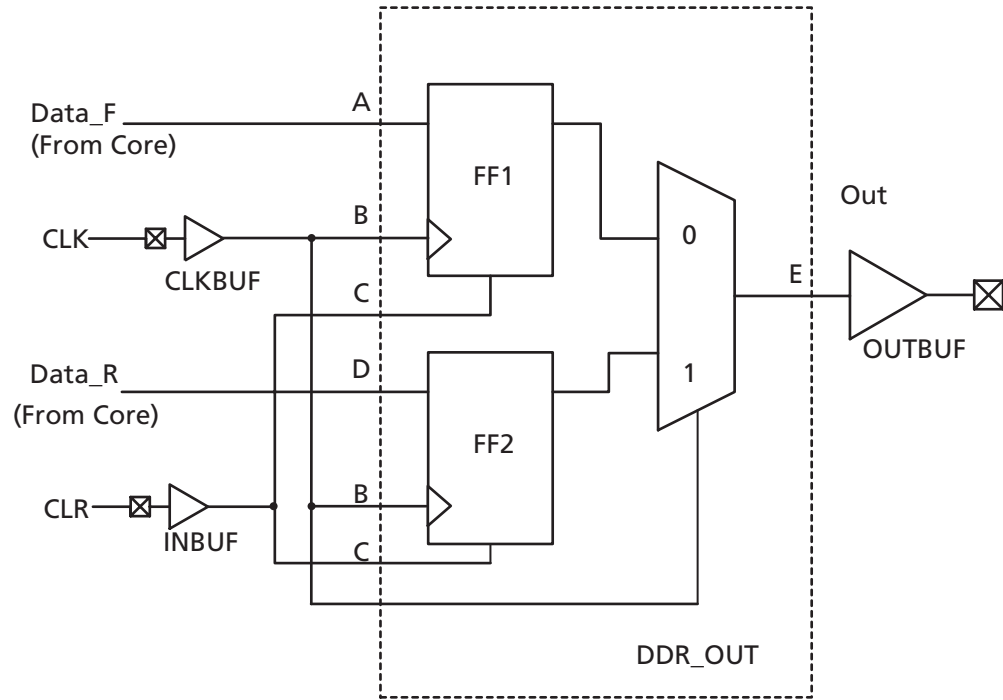 A
Data_F
(From Core)
FF1
Out
B
0
CLK
CLKBUF
E
C
OUTBUF
D
1
Data_R
(From Core)
FF2
B
CLR
INBUF
C
DDR_OUT